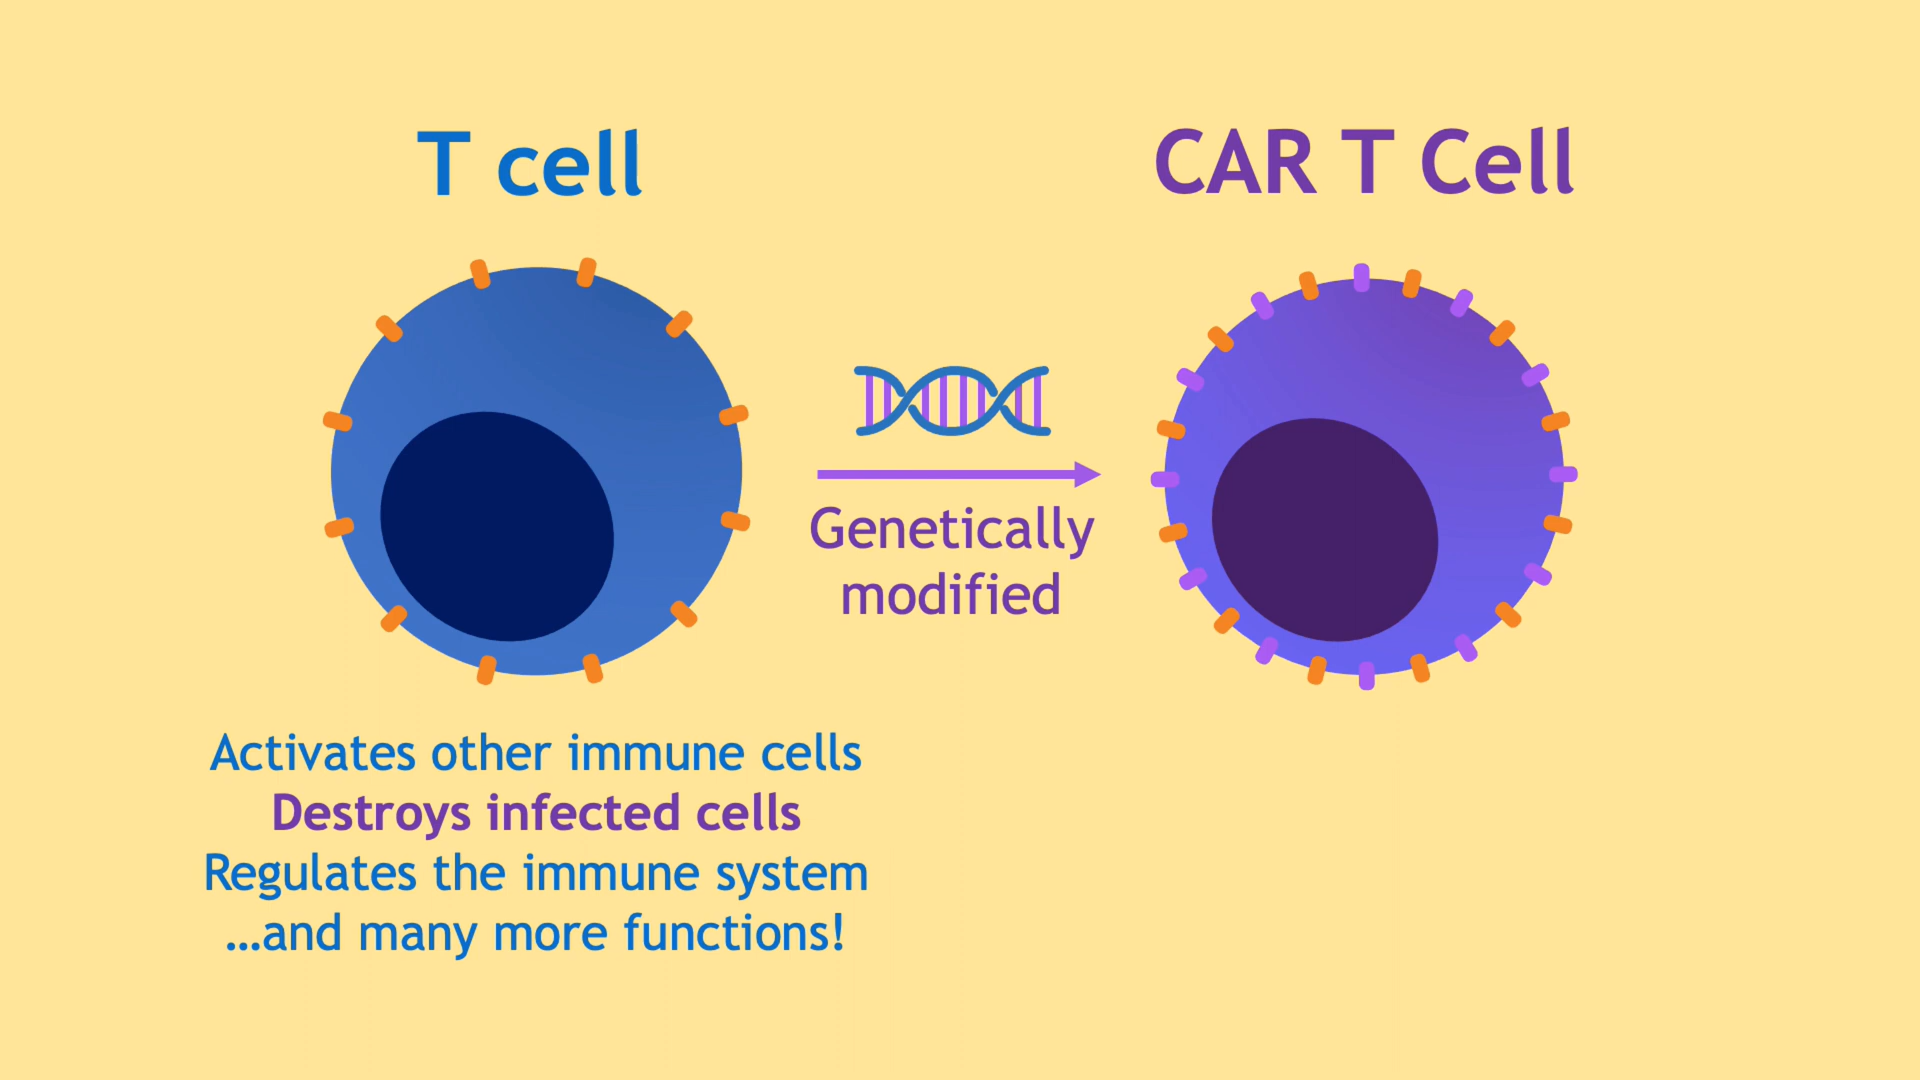 T cell
CAR T Cell
Genetically
modified
Activates other immune cells
Destroys infected cells
Regulates the immune system
...and many more functions!